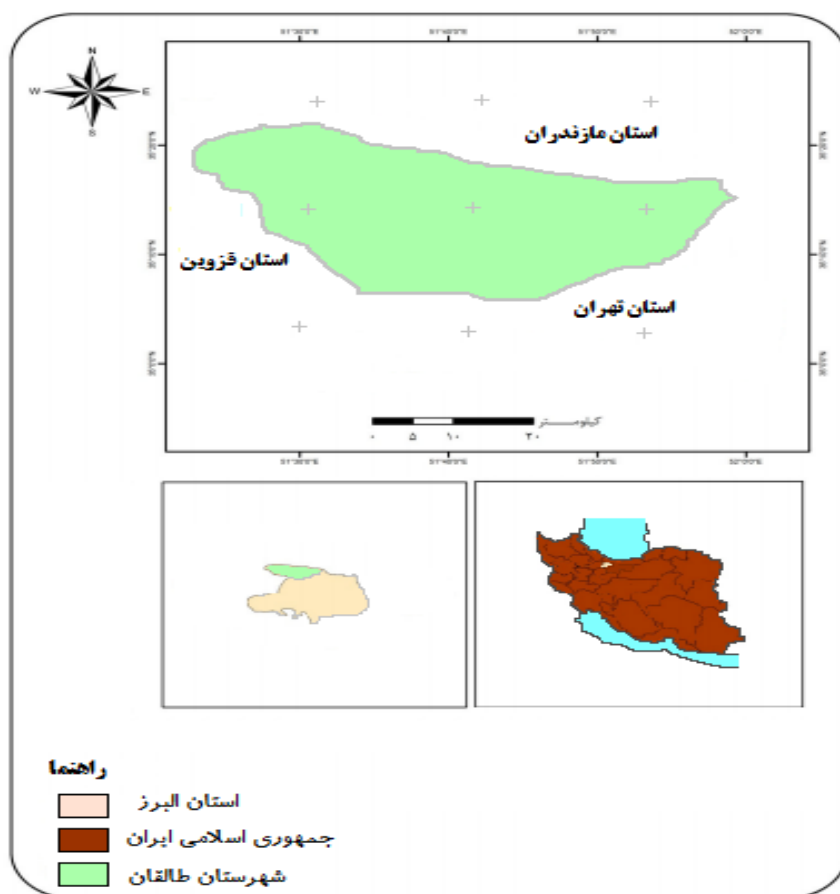 N
W E
S
استان مازندران
استان قزوین
استان تهران
کیلومتر
۰ ۵ ۱۰ ۲۰
راهنما
استان البرز
جمهوری اسلامی ایران
شهرستان طالقان